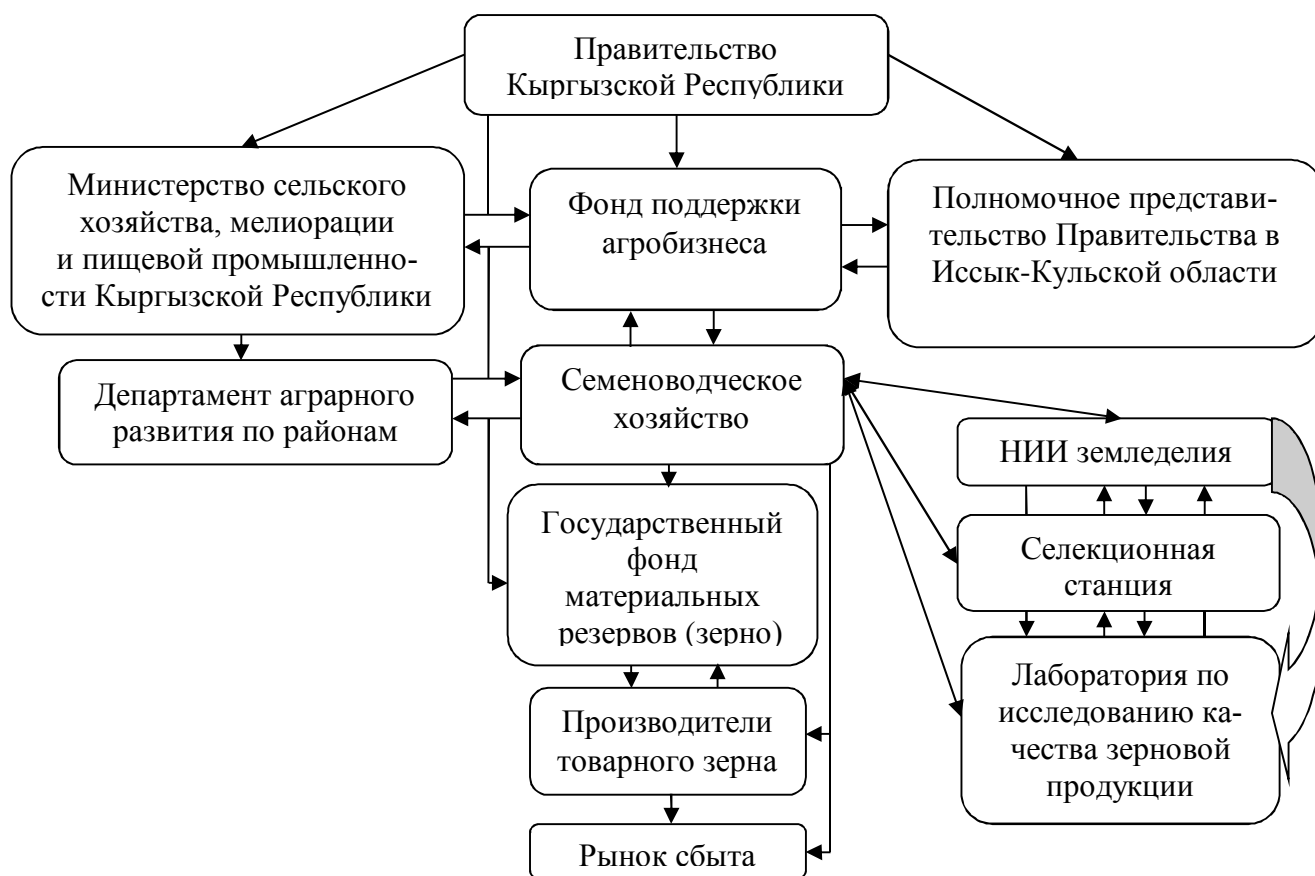 Правительство
Кыргызской Республики
Министерство сельского
хозяйства, мелиорации
и пищевой промышленно-
сти Кыргызской Республики
Фонд поддержки
агробизнеса
Полномочное представи-
тельство Правительства в
Иссык-Кульской области
Департамент аграрного
развития по районам
Семеноводческое
хозяйство
НИИ земледелия
Государственный
фонд
материальных
резервов (зерно)
Селекционная
станция
Производители
товарного зерна
Лаборатория по
исследованию ка-
чества зерновой
продукции
Рынок сбыта